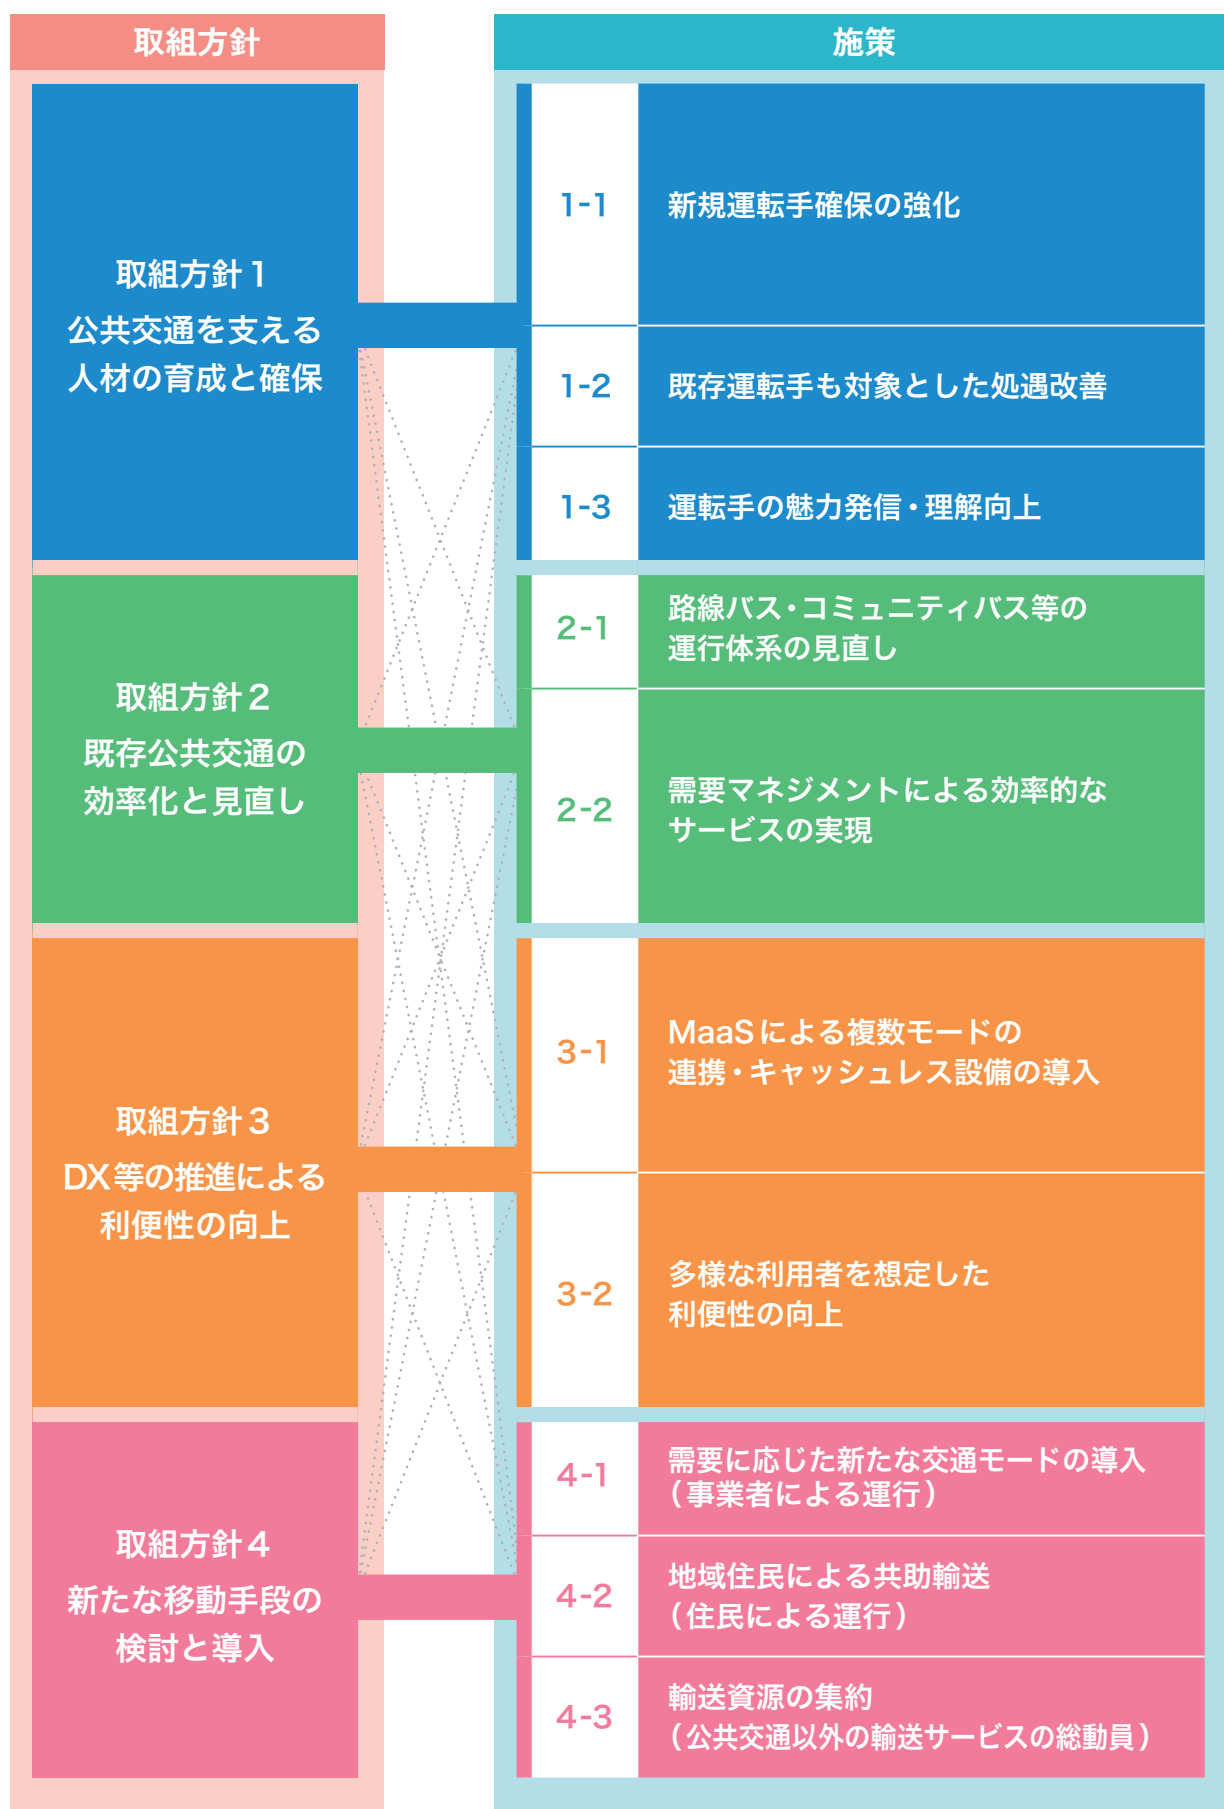 取組方針
施策
取組方針1
公共交通を支える
人材の育成と確保
1-1
新規運転手確保の強化
1-2
既存運転手も対象とした処遇改善
1-3
運転手の魅力発信・理解向上
取組方針2
既存公共交通の
効率化と見直し
2-1
路線バス・コミュニティバス等の
運行体系の見直し
2-2
需要マネジメントによる効率的な
サービスの実現
取組方針3
DX等の推進による
利便性の向上
3-1
MaaSによる複数モードの
連携・キャッシュレス設備の導入
3-2
多様な利用者を想定した
利便性の向上
取組方針4
新たな移動手段の
検討と導入
4-1
需要に応じた新たな交通モードの導入
(事業者による運行)
4-2
地域住民による共助輸送
(住民による運行)
4-3
輸送資源の集約
(公共交通以外の輸送サービスの総動員)